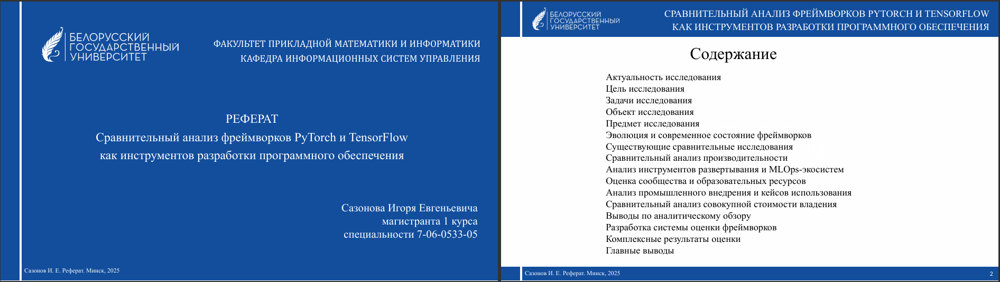 БЕЛОРУССКИЙ
ГОСУДАРСТВЕННЫЙ
УНИВЕРСИТЕТ
ФАКУЛЬТЕТ ПРИКЛАДНОЙ МАТЕМАТИКИ И ИНФОРМАТИКИ
КАФЕДРА ИНФОРМАЦИОННЫХ СИСТЕМ УПРАВЛЕНИЯ
РЕФЕРАТ
Сравнительный анализ фреймворков PyTorch и TensorFlow
как инструментов разработки программного обеспечения
Сазонова Игоря Евгеньевича
магистранта 1 курса
специальности 7-06-0533-05
Сазонов И. Е. Реферат. Минск, 2025
БЕЛОРУССКИЙ
ГОСУДАРСТВЕННЫЙ
УНИВЕРСИТЕТ
СРАВНИТЕЛЬНЫЙ АНАЛИЗ ФРЕЙМВОРКОВ PYTORCH И TENSORFLOW
КАК ИНСТРУМЕНТОВ РАЗРАБОТКИ ПРОГРАММНОГО ОБЕСПЕЧЕНИЯ
Содержание
Актуальность исследования
Цель исследования
Задачи исследования
Объект исследования
Предмет исследования
Эволюция и современное состояние фреймворков
Существующие сравнительные исследования
Сравнительный анализ производительности
Анализ инструментов развертывания и MLOps-экосистем
Оценка сообщества и образовательных ресурсов
Анализ промышленного внедрения и кейсов использования
Сравнительный анализ совокупной стоимости владения
Выводы по аналитическому обзору
Разработка системы оценки фреймворков
Комплексные результаты оценки
Главные выводы
Сазонов И. Е. Реферат. Минск, 2025
2